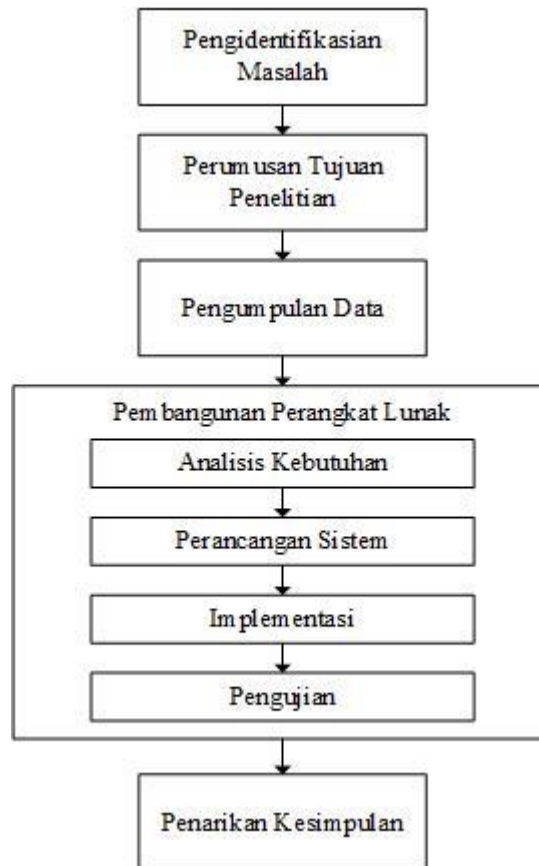 Pengidentifikasian
Masalah
Perumusan Tujuan
Penelitian
Pengumpulan Data
Pembangunan Perangkat Lunak
Analisis Kebutuhan
Perancangan Sistem
Implementasi
Pengujian
Penarikan Kesimpulan